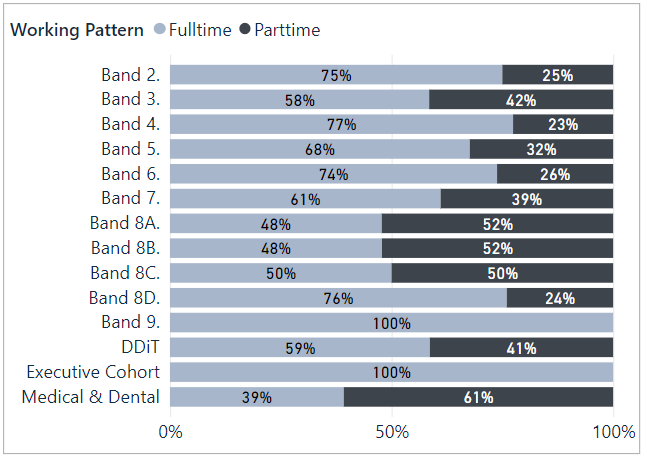 Working Pattern Fulltime Parttime
Band 2. 75% 25%
Band 3. 58% 42%
Band 4. 77% 23%
Band 5. 68% 32%
Band 6. 74% 26%
Band 7. 61% 39%
Band 8A. 48% 52%
Band 8B. 48% 52%
Band 8C. 50% 50%
Band 8D. 76% 24%
Band 9. 100%
DDiT 59% 41%
Executive Cohort 100%
Medical & Dental 39% 61%
0% 50% 100%